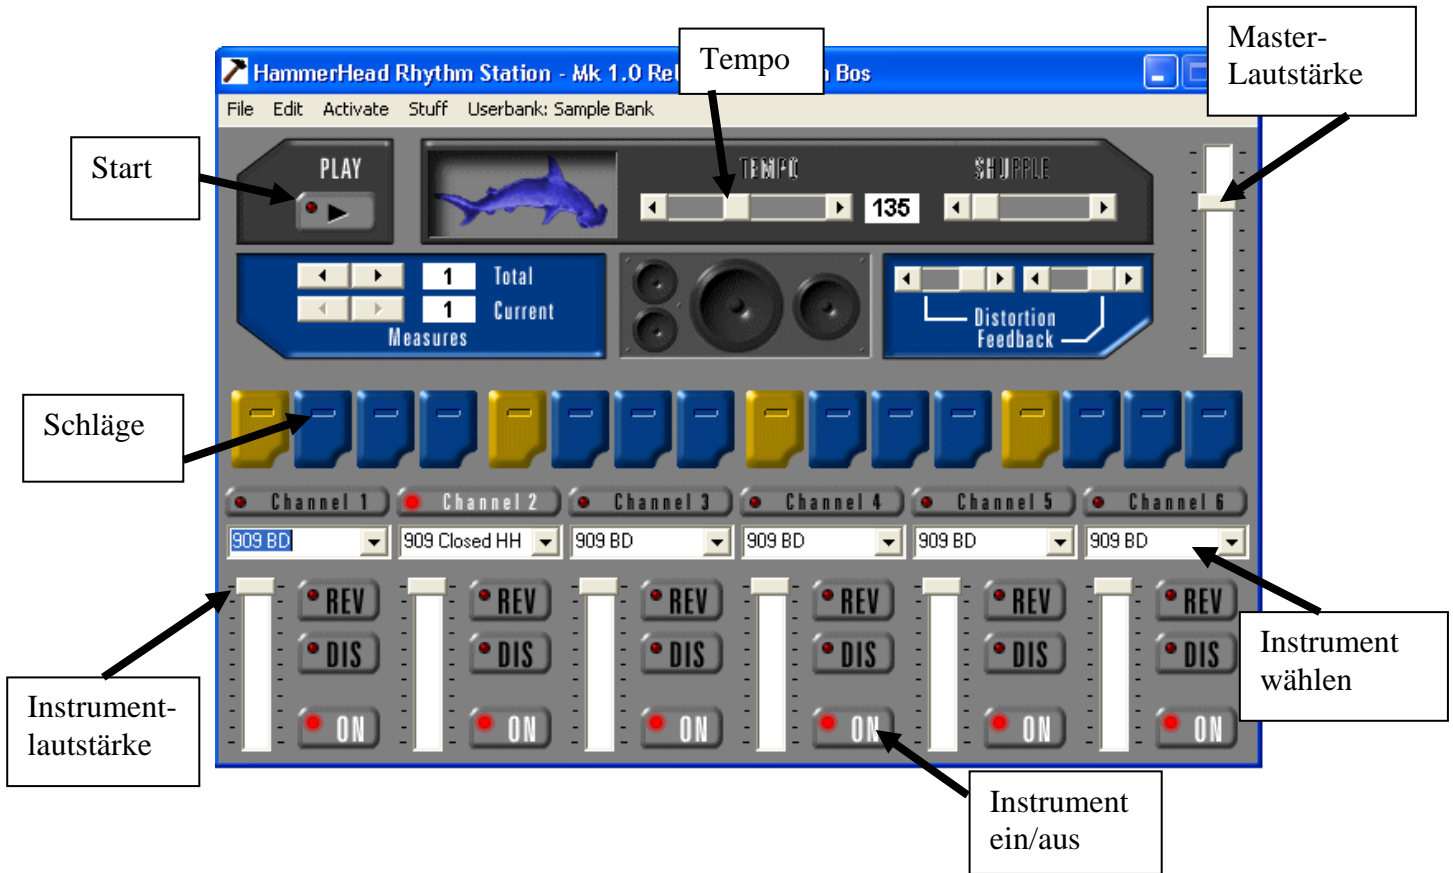 Master-
Lautstärke
Tempo
HammerHead Rhythm Station - Mk 1.0 Bos
File Edit Activate Stuff Userbank: Sample Bank
Start
PLAY
TEMPO
SHUFFLE
135
1 Total
1 Current
Measures
Distortion
Feedback
Schläge
Channel 1 Channel 2 Channel 3 Channel 4 Channel 5 Channel 6
909 BD 909 Closed HH 909 BD 909 BD 909 BD 909 BD
REV REV REV REV REV REV
DIS DIS DIS DIS DIS DIS
ON ON ON ON ON ON
Instrument
wählen
Instrument-
lautstärke
Instrument
ein/aus